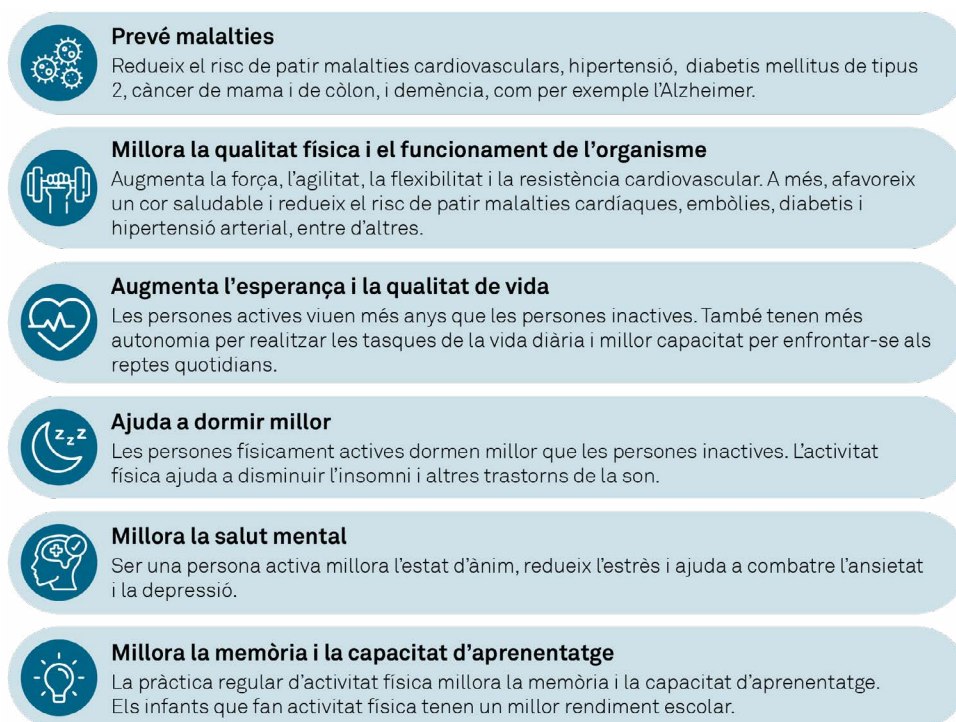 Prevé malalties
Redueix el risc de patir malalties cardiovasculars, hipertensió, diabetis mellitus de tipus
2, càncer de mama i de còlon, i demència, com per exemple l’Alzheimer.
Millora la qualitat física i el funcionament de l’organisme
Augmenta la força, l’agilitat, la flexibilitat i la resistència cardiovascular. A més, afavoreix
un cor saludable i redueix el risc de patir malalties cardíaques, embòlies, diabetis i
hipertensió arterial, entre d’altres.
Augmenta l’esperança i la qualitat de vida
Les persones actives viuen més anys que les persones inactives. També tenen més
autonomia per realitzar les tasques de la vida diària i millor capacitat per enfrontar-se als
reptes quotidians.
zzZ
Ajuda a dormir millor
Les persones físicament actives dormen millor que les persones inactives. L’activitat
física ajuda a disminuir l’insomni i altres trastorns de la son.
Millora la salut mental
Ser una persona activa millora l’estat d’ànim, redueix l’estrès i ajuda a combatre l’ansietat
i la depressió.
Millora la memòria i la capacitat d’aprenentatge
La pràctica regular d’activitat física millora la memòria i la capacitat d’aprenentatge.
Els infants que fan activitat física tenen un millor rendiment escolar.